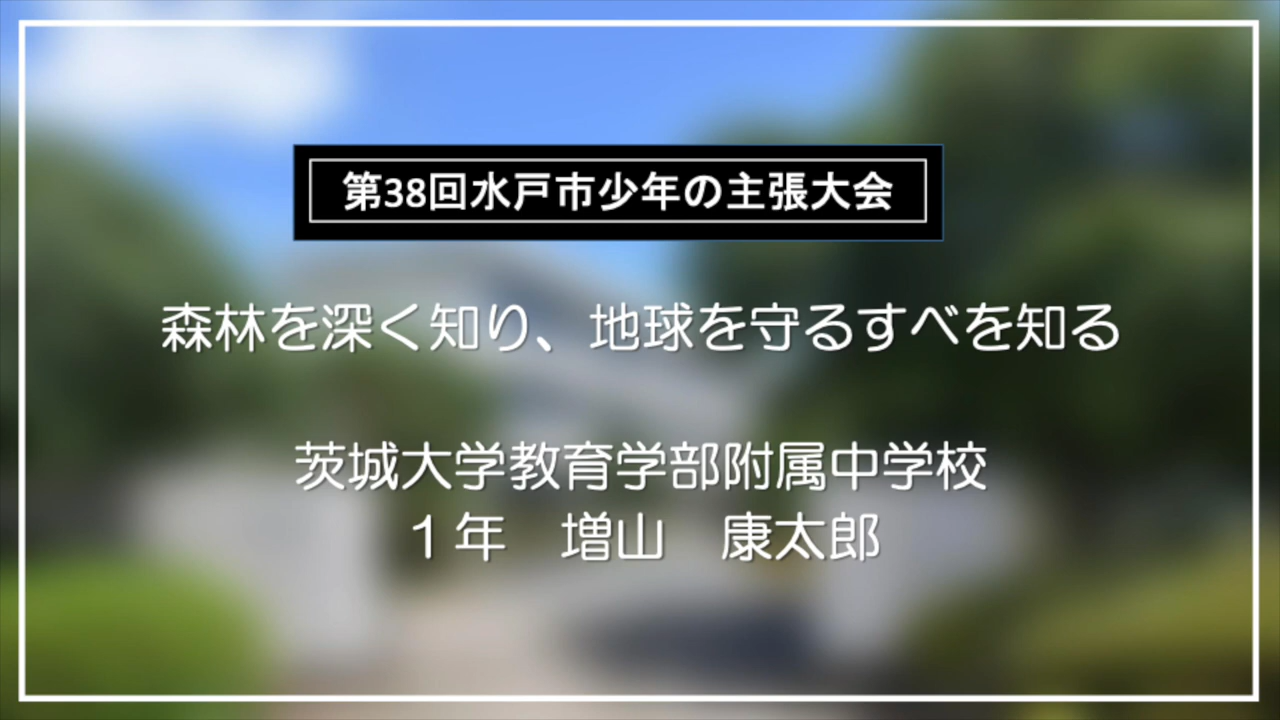 第38回水戸市少年の主張大会
森林を深く知り、地球を守るすべを知る
茨城大学教育学部附属中学校
１年　増山　康太郎